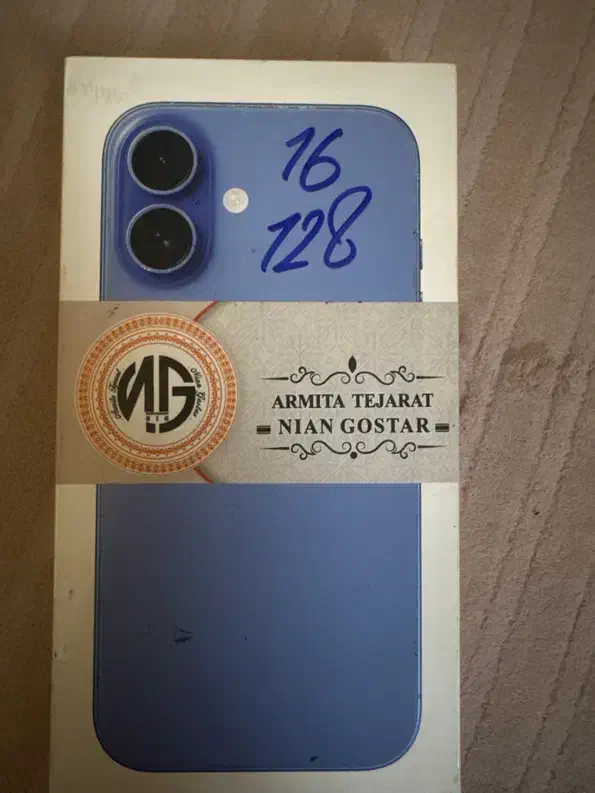 16
128
ARMITA TEJARAT
NIAN GOSTAR